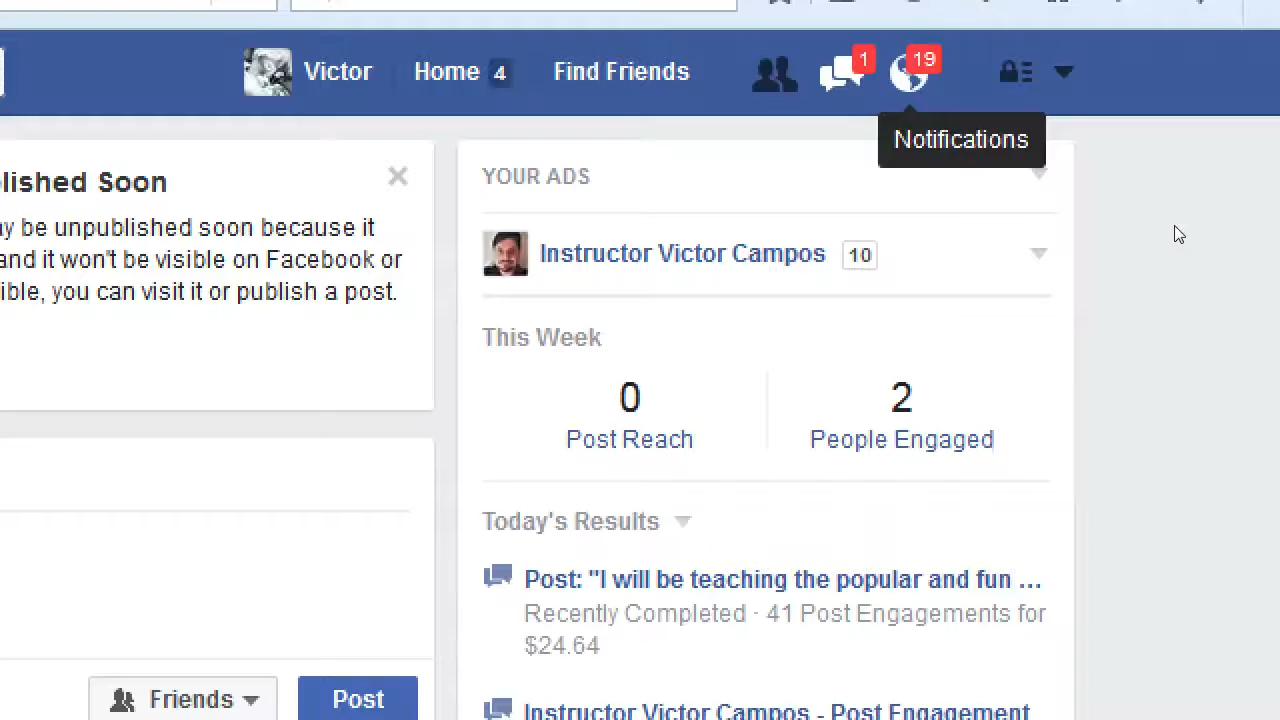 Victor Home 4 Find Friends 1 19
Notifications
lished Soon
ay be unpublished soon because it
and it won't be visible on Facebook or
ible, you can visit it or publish a post.
Friends Post
YOUR ADS
Instructor Victor Campos 10
This Week
0 2
Post Reach People Engaged
Today's Results
Post: "I will be teaching the popular and fun ...
Recently Completed · 41 Post Engagements for
$24.64
Instructor Victor Campos - Post Engagement